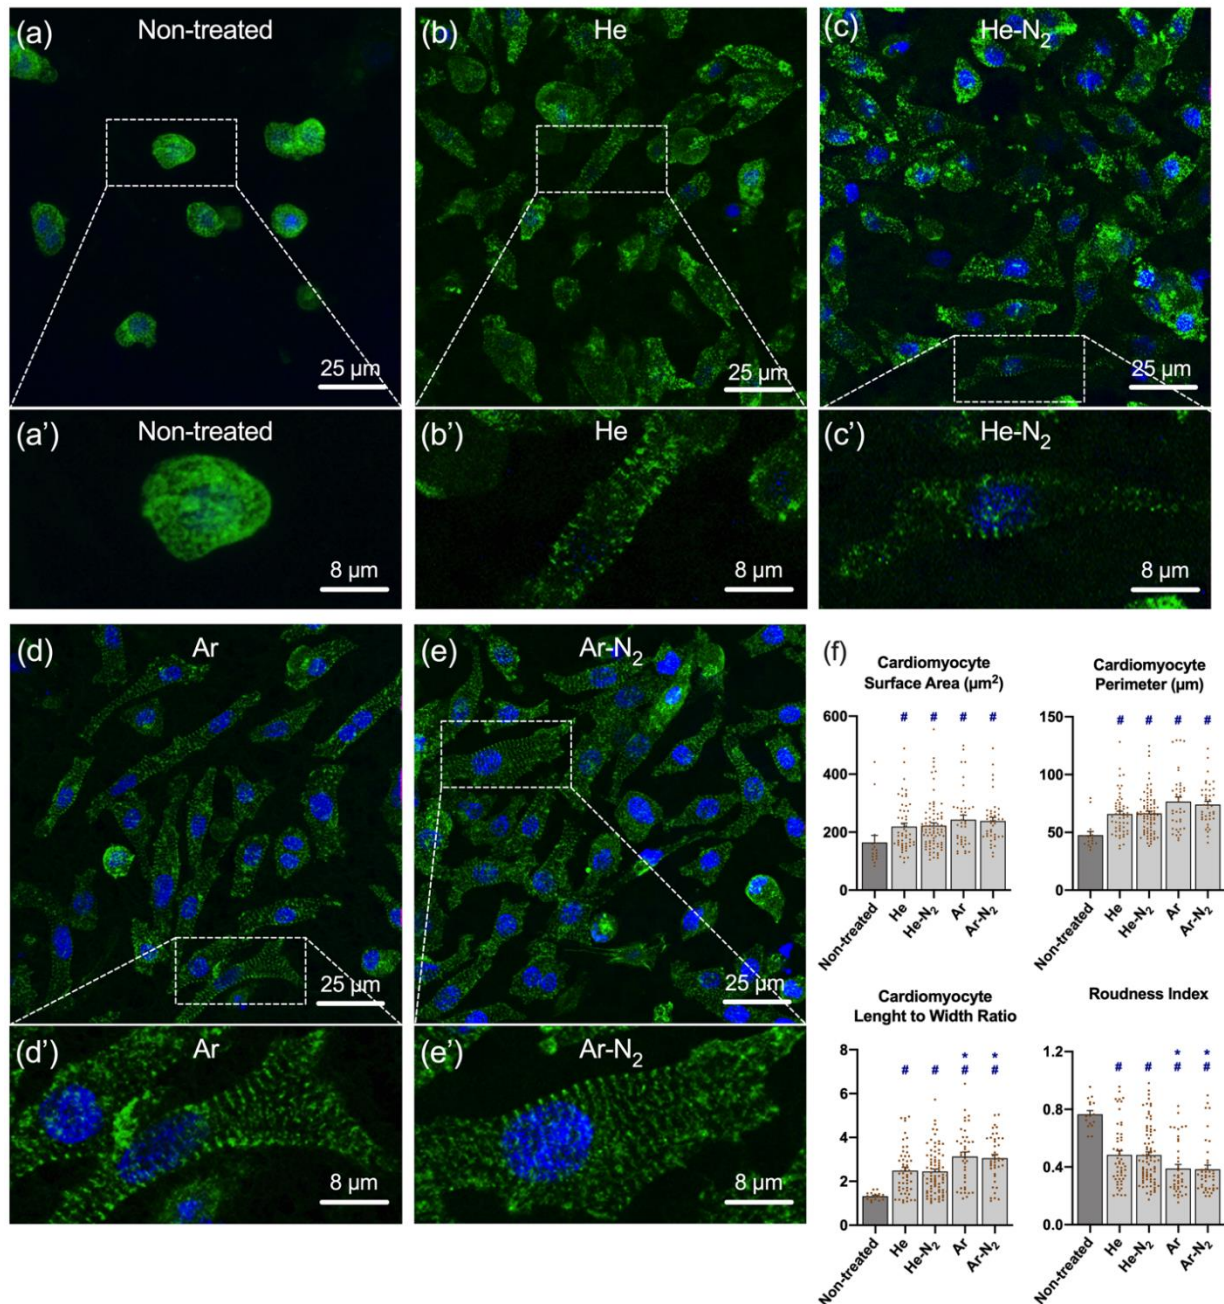 (a) Non-treated
25 µm
(b) He
25 µm
(c) He-N2
25 µm
(a’) Non-treated
8 µm
(b’) He
8 µm
(c’) He-N2
8 µm
(d) Ar
25 µm
(e) Ar-N2
25 µm
(d’) Ar
8 µm
(e’) Ar-N2
8 µm
(f)
Cardiomyocyte
Surface Area (µm²)
# # # #
600
400
200
0
Non-treated He He-N2 Ar Ar-N2
Cardiomyocyte
Perimeter (µm)
# # # #
150
100
50
0
Non-treated He He-N2 Ar Ar-N2
Cardiomyocyte
Lenght to Width Ratio
* *
# # # #
8
6
4
2
0
Non-treated He He-N2 Ar Ar-N2
Roudness Index
* *
# # # #
1.2
0.8
0.4
0.0
Non-treated He He-N2 Ar Ar-N2